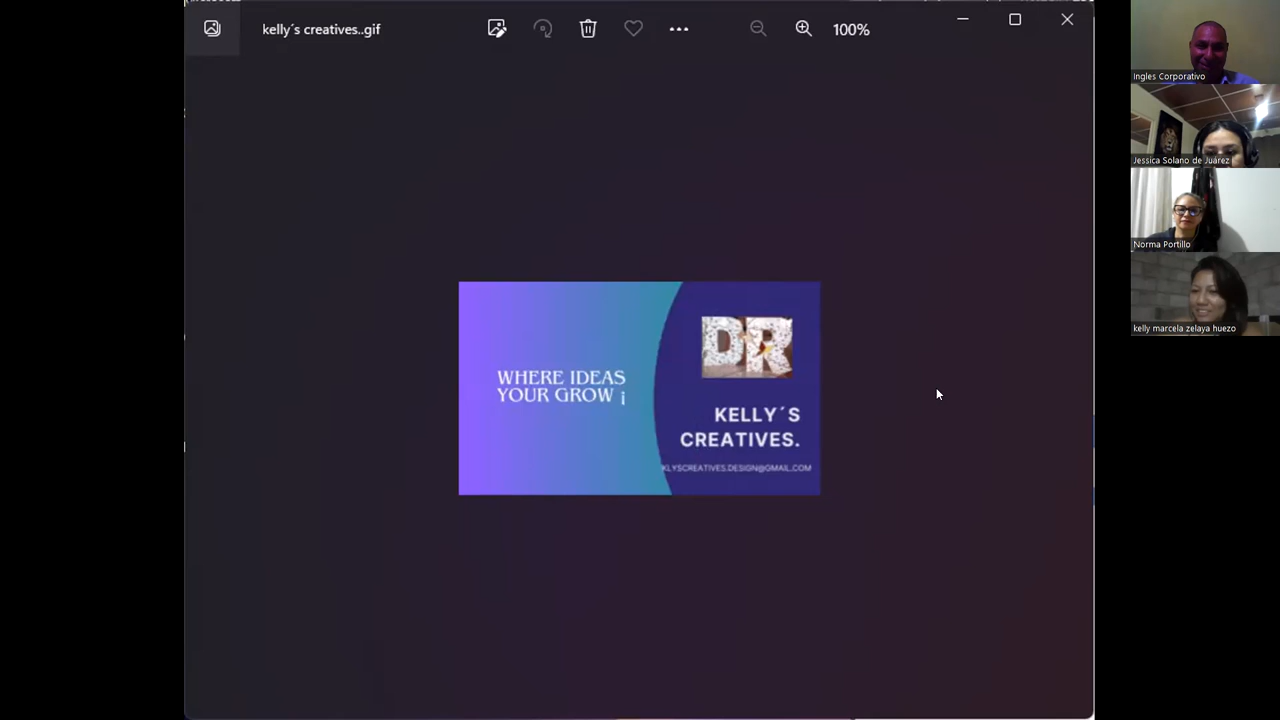 kelly´s creatives..gif
100%
WHERE IDEAS
YOUR GROW ¡
DR
KELLY´S
CREATIVES.
KLYSCREATIVES.DESIGN@GMAIL.COM
Ingles Corporativo
Jessica Solano de Juárez
Norma Portillo
kelly marcela zelaya huezo